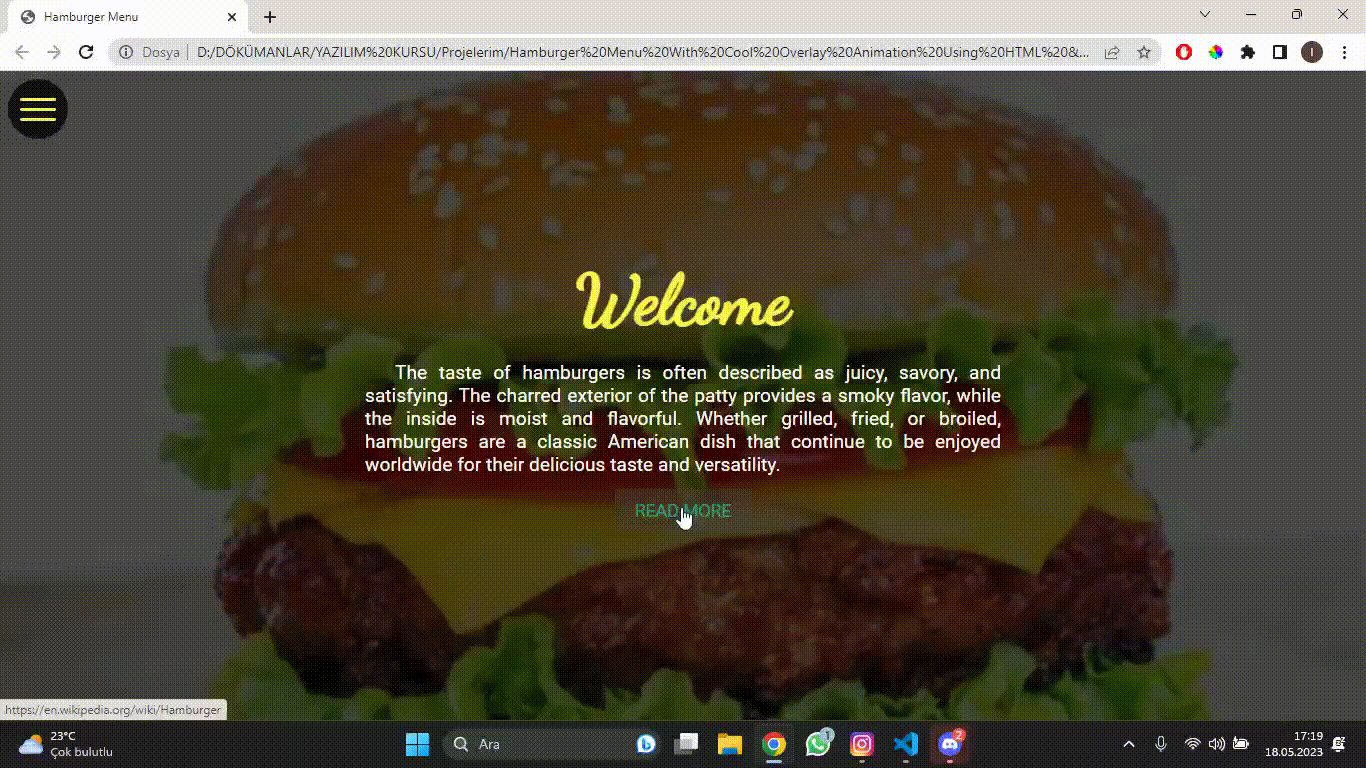 Hamburger Menu
Dosya
D:/DÖKÜMANLAR/YAZILIM%20KURSU/Projelerim/Hamburger%20Menu%20With%20Cool%20Overlay%20Animation%20Using%20HTML%20&...
I
Welcome
The taste of hamburgers is often described as juicy, savory, and
satisfying. The charred exterior of the patty provides a smoky flavor, while
the inside is moist and flavorful. Whether grilled, fried, or broiled,
hamburgers are a classic American dish that continue to be enjoyed
worldwide for their delicious taste and versatility.
READ MORE
https://en.wikipedia.org/wiki/Hamburger
23°C
Çok bulutlu
Ara
1
2
17:19
18.05.2023